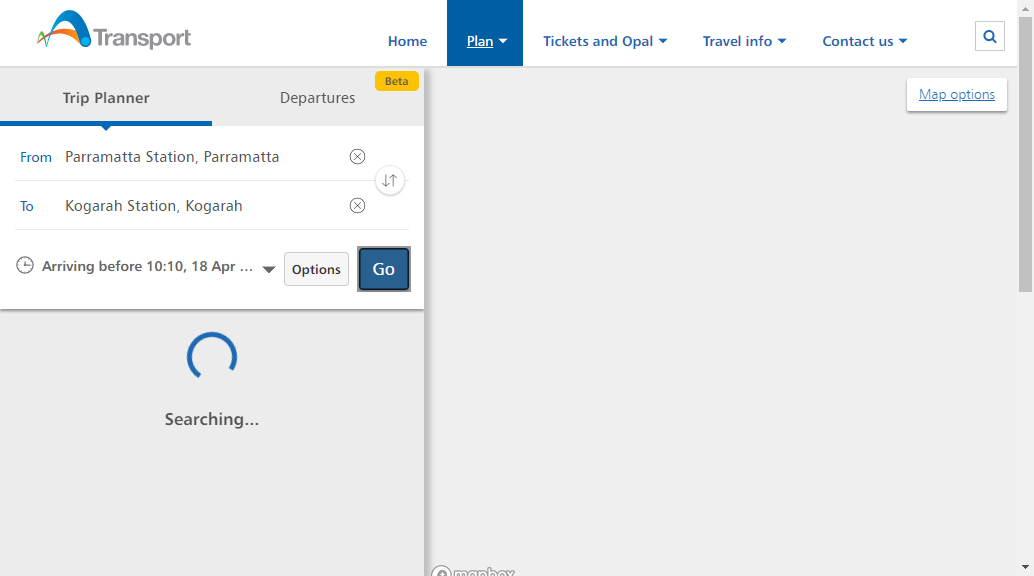 Transport
Home
Plan
Tickets and Opal
Travel info
Contact us
Beta
Trip Planner
Departures
Map options
From Parramatta Station, Parramatta
To Kogarah Station, Kogarah
Arriving before 10:10, 18 Apr ...
Options
Go
Searching...
mapbox